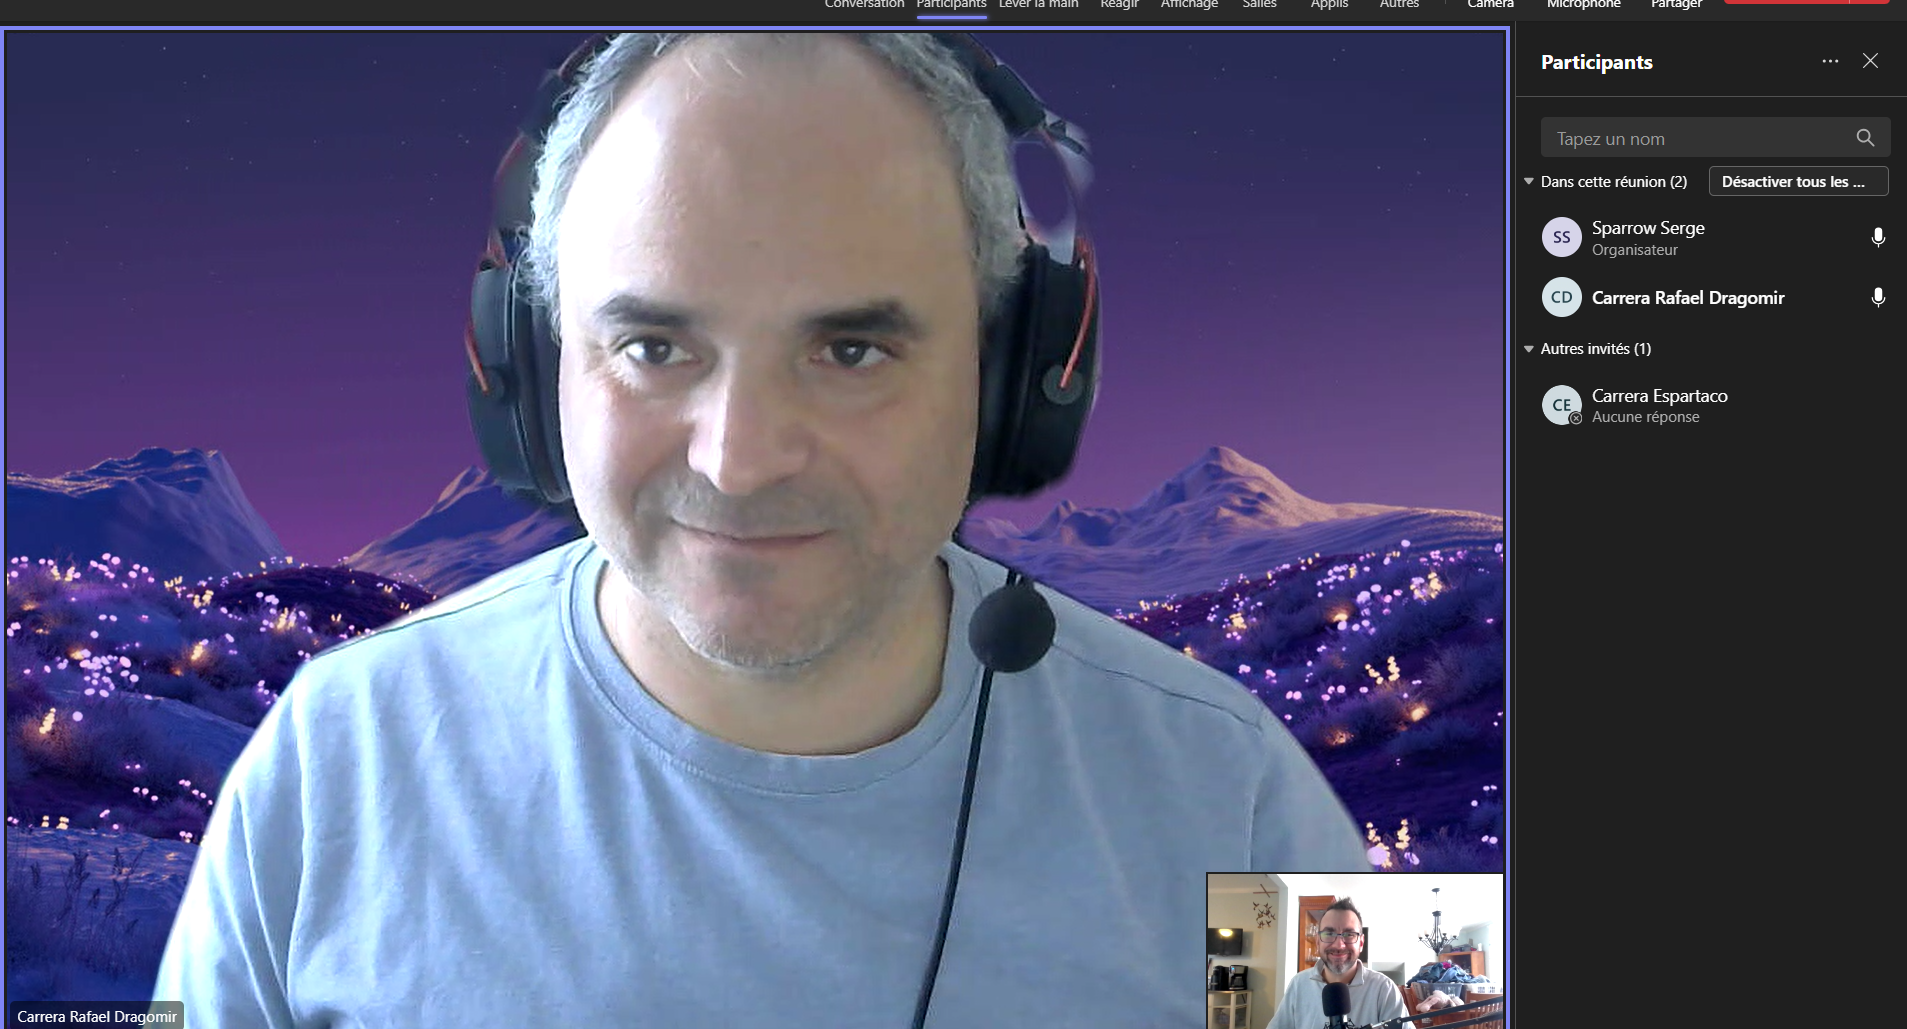 Conversation
Participants
Lever la main
Réagir
Affichage
Salles
Applis
Autres
Caméra
Microphone
Partager
Participants
Tapez un nom
Dans cette réunion (2)
Désactiver tous les ...
SS
Sparrow Serge
Organisateur
CD
Carrera Rafael Dragomir
Autres invités (1)
CE
Carrera Espartaco
Aucune réponse
Carrera Rafael Dragomir